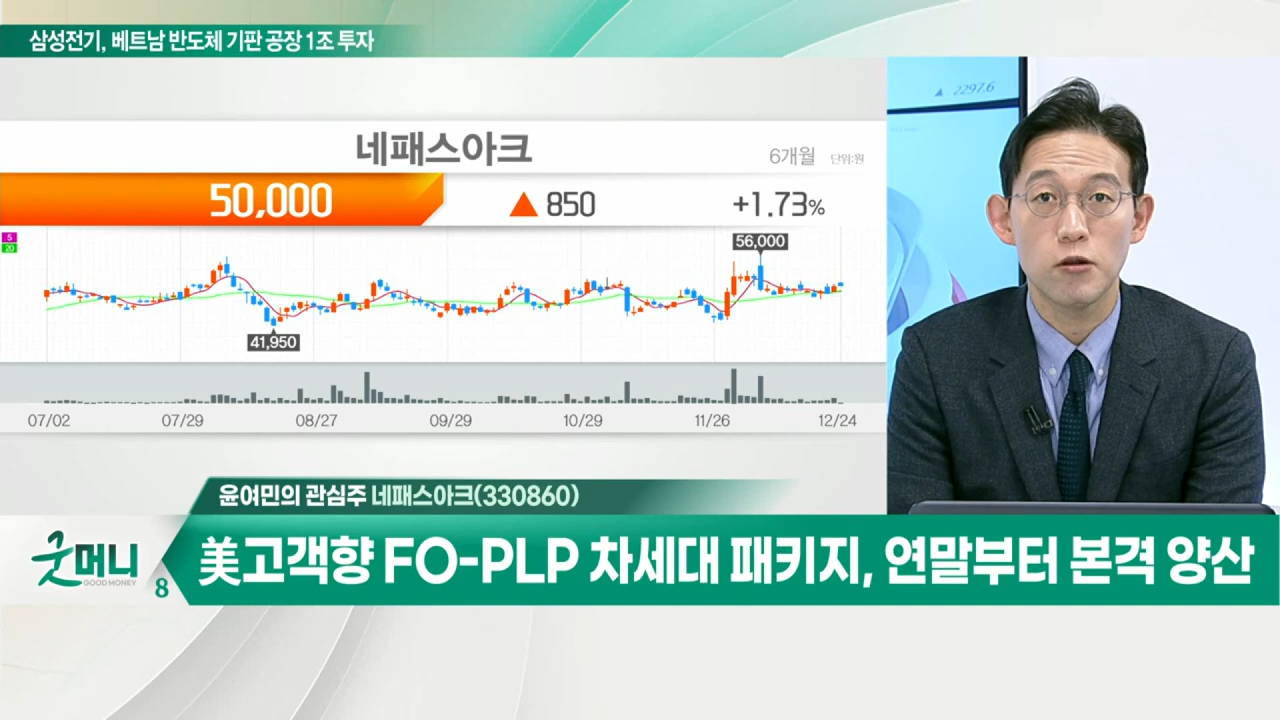 삼성전기, 베트남 반도체 기판 공장 1조 투자
▲ 2297.6
네패스아크
6개월 단위:원
50,000 ▲ 850 +1.73%
5
20
56,000
41,950
07/02 07/29 08/27 09/29 10/29 11/26 12/24
윤여민의 관심주 네패스아크(330860)
굿머니
GOOD MONEY
8
美고객향 FO-PLP 차세대 패키지, 연말부터 본격 양산